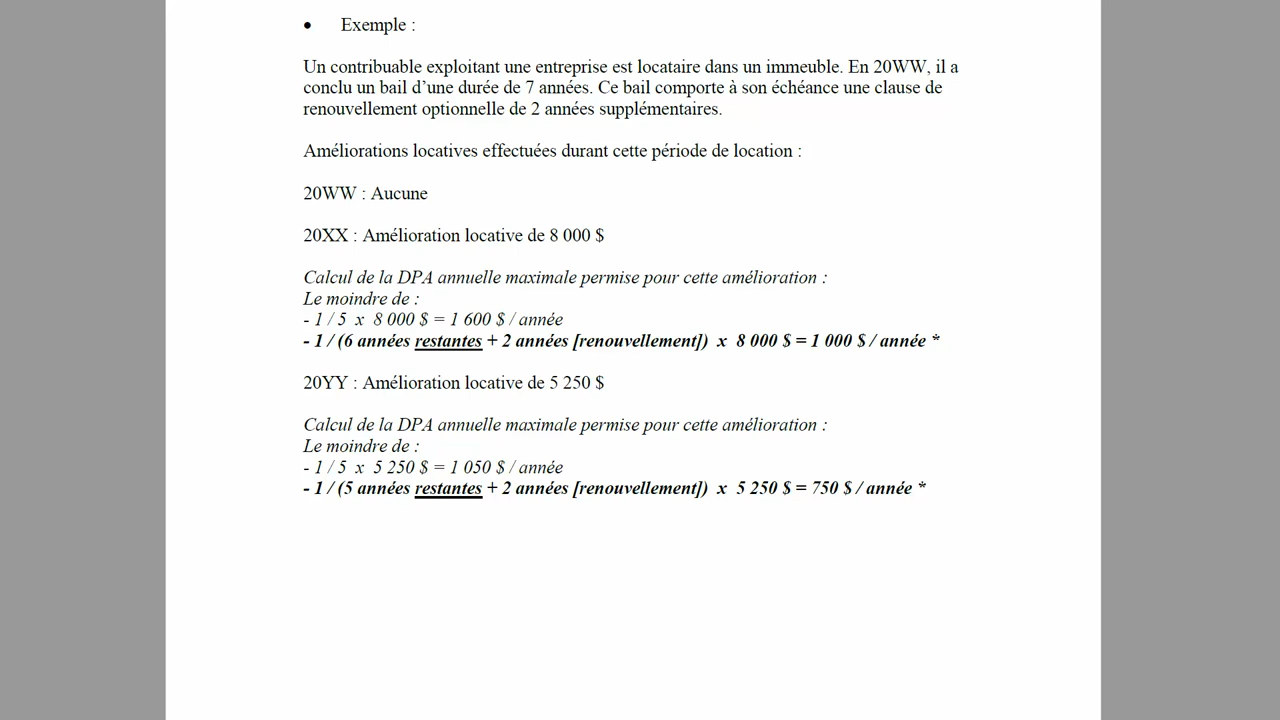 • Exemple :
Un contribuable exploitant une entreprise est locataire dans un immeuble. En 20WW, il a
conclu un bail d’une durée de 7 années. Ce bail comporte à son échéance une clause de
renouvellement optionnelle de 2 années supplémentaires.
Améliorations locatives effectuées durant cette période de location :
20WW : Aucune
20XX : Amélioration locative de 8 000 $
Calcul de la DPA annuelle maximale permise pour cette amélioration :
Le moindre de :
- 1 / 5 x 8 000 $ = 1 600 $ / année
- 1 / (6 années restantes + 2 années [renouvellement]) x 8 000 $ = 1 000 $ / année *
20YY : Amélioration locative de 5 250 $
Calcul de la DPA annuelle maximale permise pour cette amélioration :
Le moindre de :
- 1 / 5 x 5 250 $ = 1 050 $ / année
- 1 / (5 années restantes + 2 années [renouvellement]) x 5 250 $ = 750 $ / année *